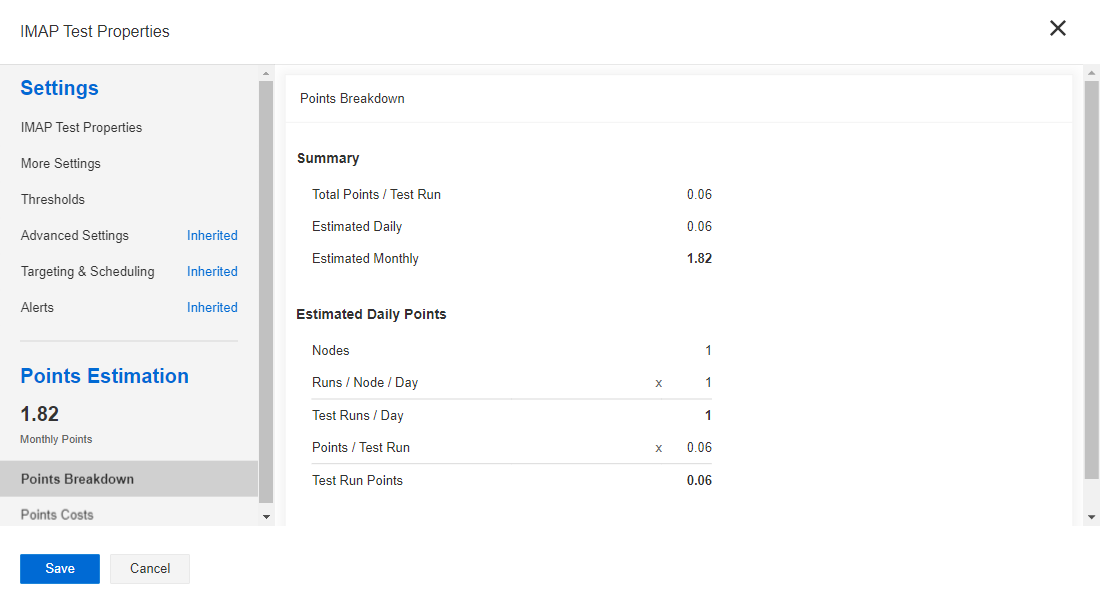 IMAP Test Properties
Settings
IMAP Test Properties
More Settings
Thresholds
Advanced Settings Inherited
Targeting & Scheduling Inherited
Alerts Inherited
Points Estimation
1.82
Monthly Points
Points Breakdown
Points Costs
Points Breakdown
Summary
Total Points / Test Run 0.06
Estimated Daily 0.06
Estimated Monthly 1.82
Estimated Daily Points
Nodes 1
Runs / Node / Day x 1
Test Runs / Day 1
Points / Test Run x 0.06
Test Run Points 0.06
Save Cancel